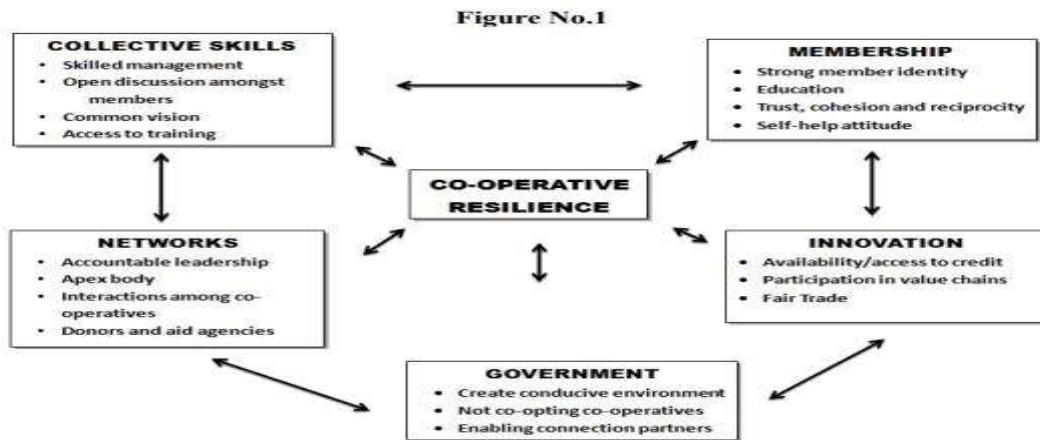 Figure No.1
COLLECTIVE SKILLS
• Skilled management
• Open discussion amongst
members
• Common vision
• Access to training
MEMBERSHIP
• Strong member identity
• Education
• Trust, cohesion and reciprocity
• Self-help attitude
CO-OPERATIVE
RESILIENCE
NETWORKS
• Accountable leadership
• Apex body
• Interactions among co-
operatives
• Donors and aid agencies
INNOVATION
• Availability/access to credit
• Participation in value chains
• Fair Trade
GOVERNMENT
• Create conducive environment
• Not co-opting co-operatives
• Enabling connection partners